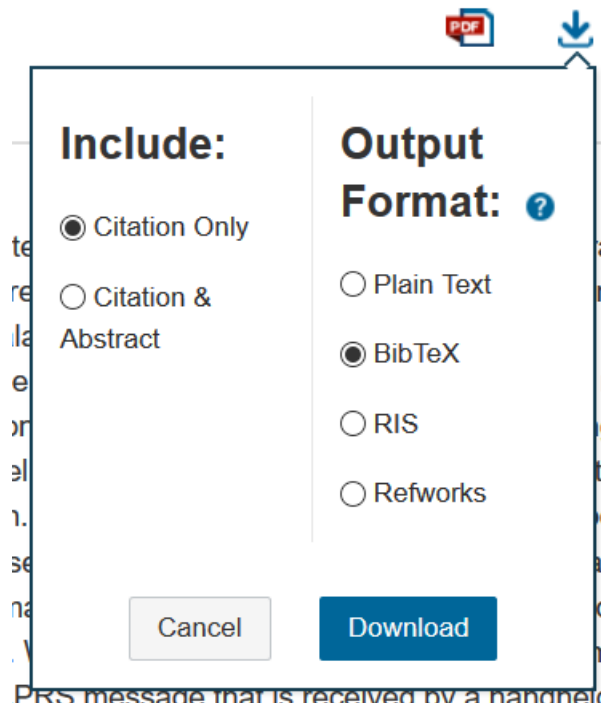 PDF
Include:
Citation Only
Citation &
Abstract
Output
Format: ?
Plain Text
BibTeX
RIS
Refworks
Cancel
Download
PRS message that is received by a handheld